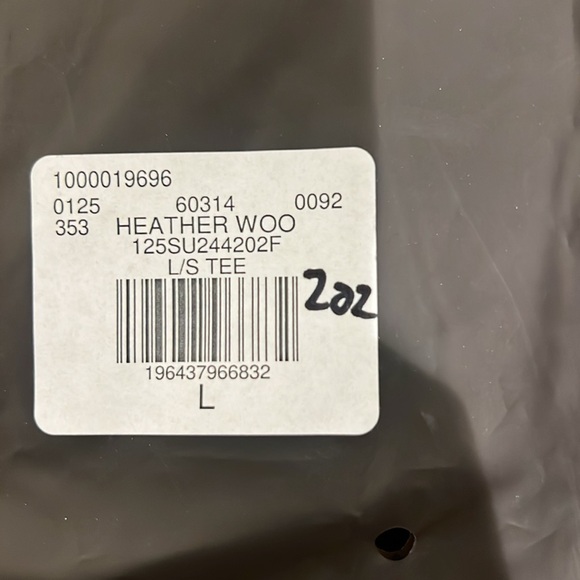 1000019696
0125 60314 0092
353 HEATHER WOO
125SU244202F
L/S TEE
202
196437966832
L